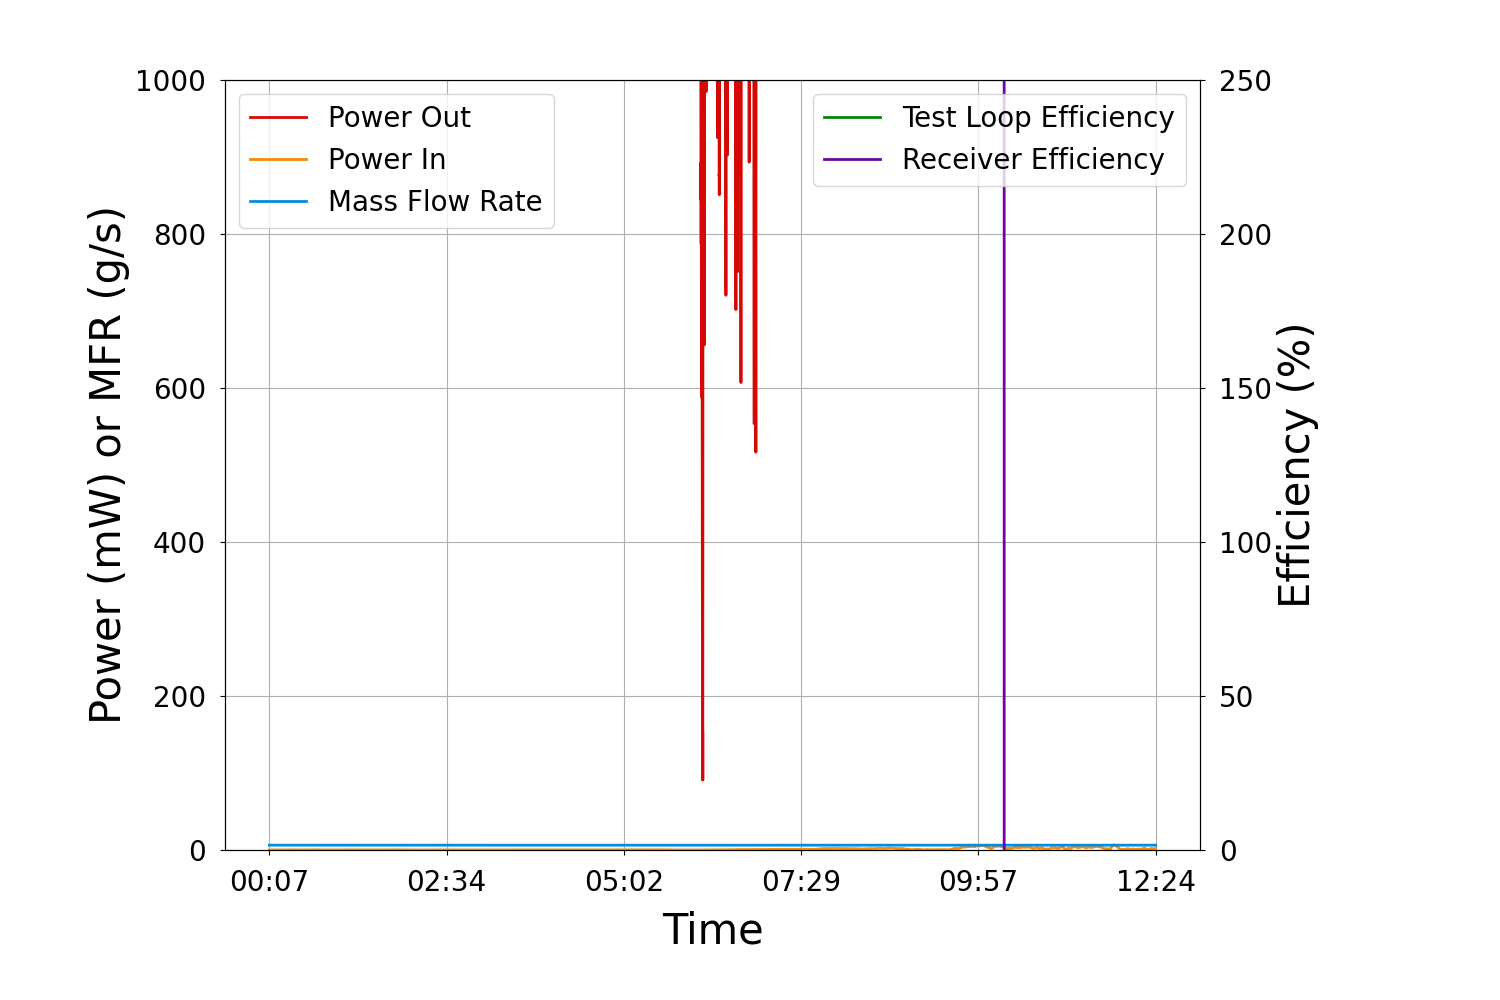 Power (mW) or MFR (g/s)
1000
800
600
400
200
0
Power Out
Power In
Mass Flow Rate
Test Loop Efficiency
Receiver Efficiency
250
200
150
100
50
0
Efficiency (%)
00:07 02:34 05:02 07:29 09:57 12:24
Time